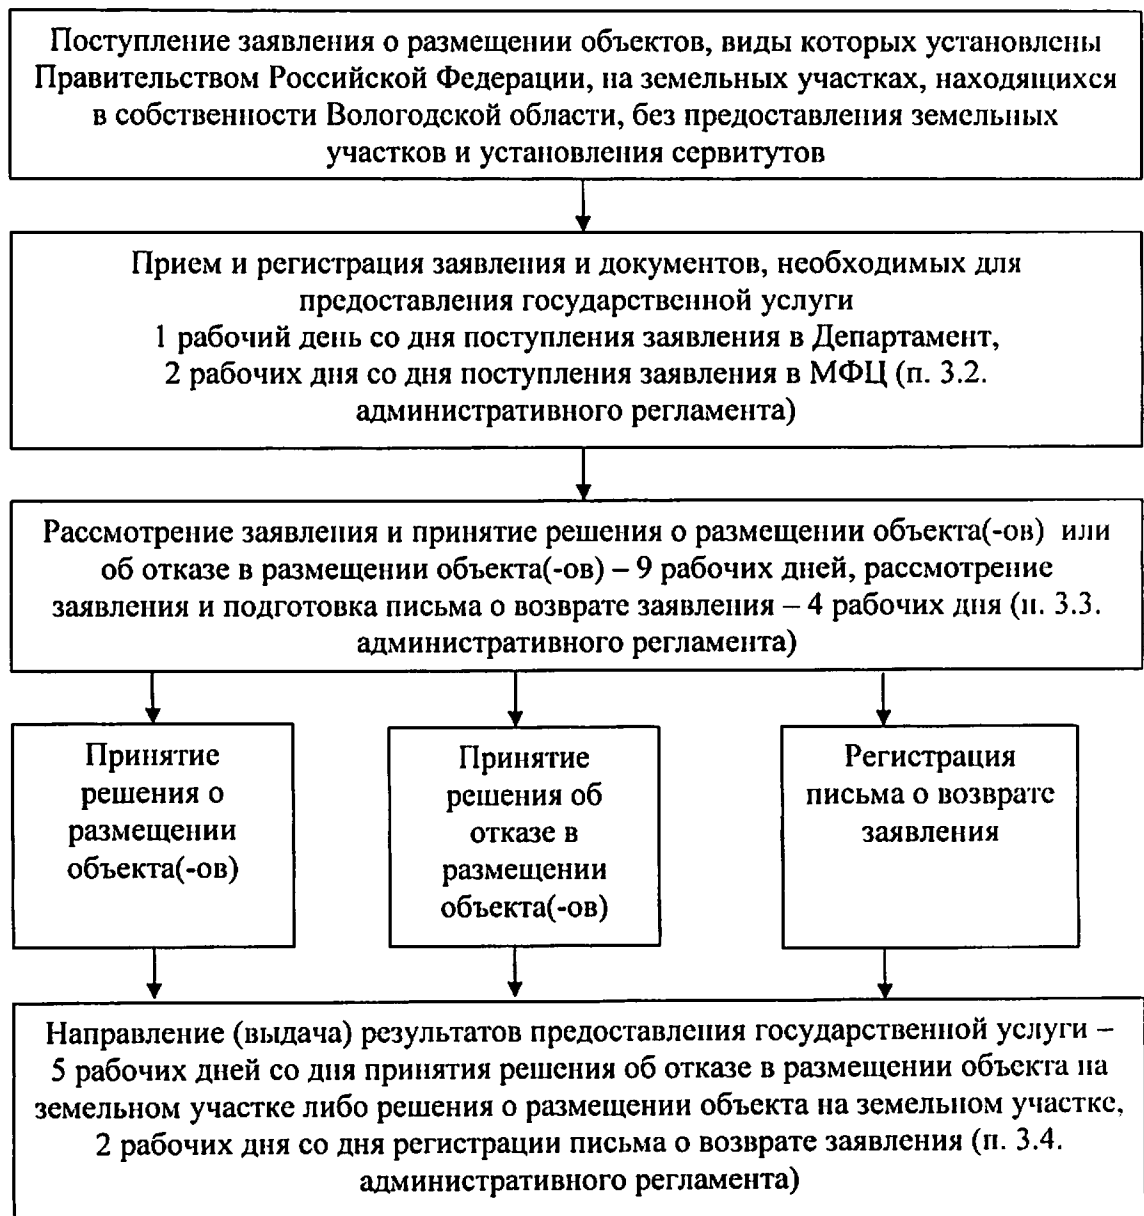 Поступление заявления о размещении объектов, виды которых установлены
Правительством Российской Федерации, на земельных участках, находящихся
в собственности Вологодской области, без предоставления земельных
участков и установления сервитутов
Прием и регистрация заявления и документов, необходимых для
предоставления государственной услуги
1 рабочий день со дня поступления заявления в Департамент,
2 рабочих дня со дня поступления заявления в МФЦ (п. 3.2.
административного регламента)
Рассмотрение заявления и принятие решения о размещении объекта(-ов) или
об отказе в размещении объекта(-ов) – 9 рабочих дней, рассмотрение
заявления и подготовка письма о возврате заявления – 4 рабочих дня (п. 3.3.
административного регламента)
Принятие
решения о
размещении
объекта(-ов)
Принятие
решения об
отказе в
размещении
объекта(-ов)
Регистрация
письма о возврате
заявления
Направление (выдача) результатов предоставления государственной услуги –
5 рабочих дней со дня принятия решения об отказе в размещении объекта на
земельном участке либо решения о размещении объекта на земельном участке,
2 рабочих дня со дня регистрации письма о возврате заявления (п. 3.4.
административного регламента)